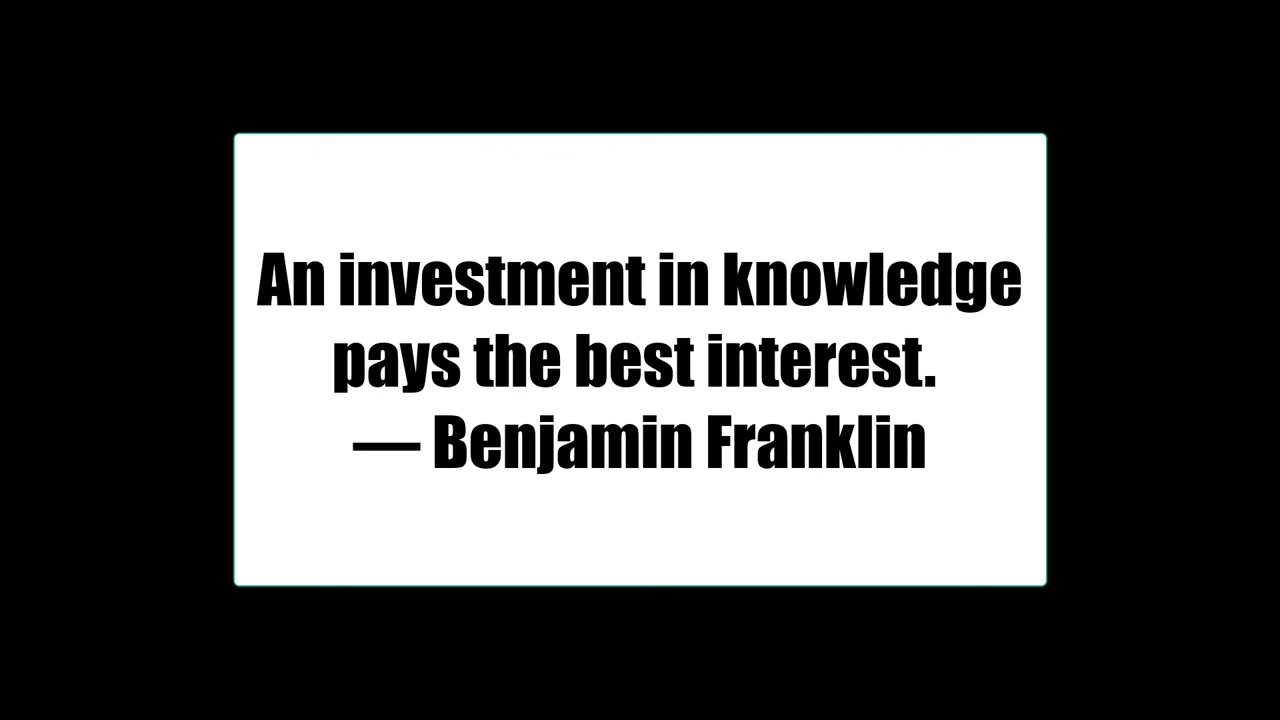 An investment in knowledge
pays the best interest.
— Benjamin Franklin